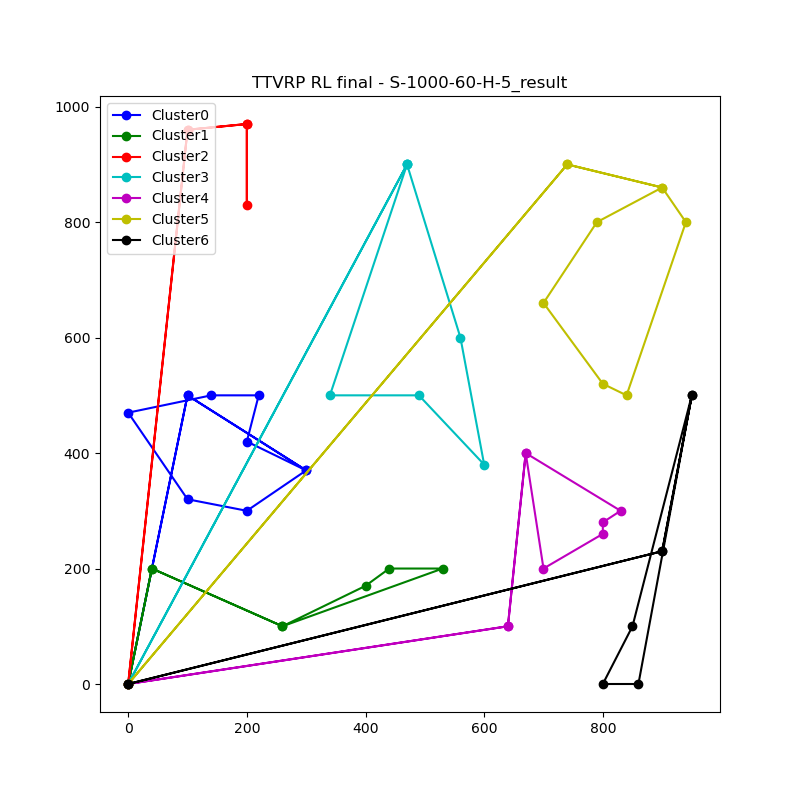 TTVRP RL final - S-1000-60-H-5_result
1000
800
600
400
200
0
Cluster0
Cluster1
Cluster2
Cluster3
Cluster4
Cluster5
Cluster6
0 200 400 600 800